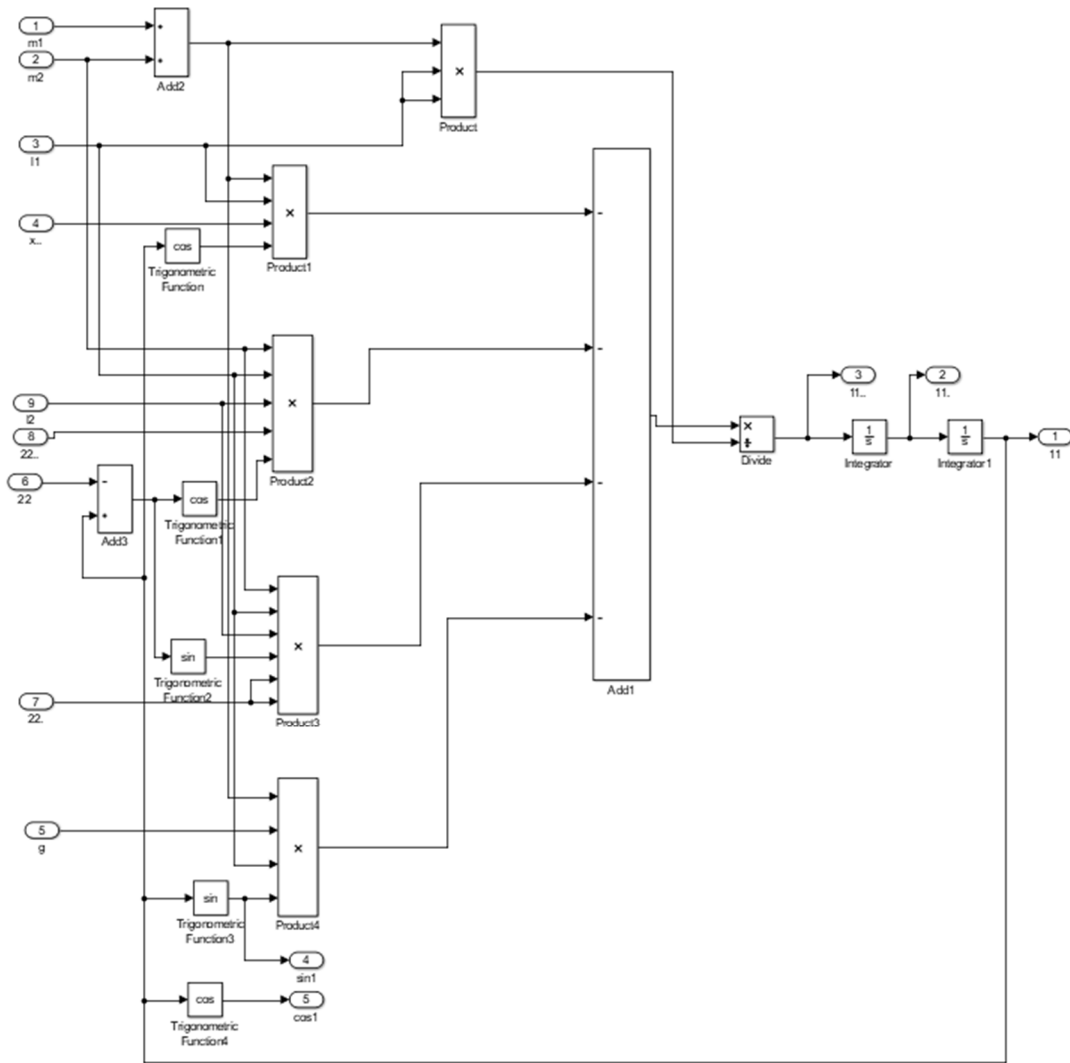 1
m1
2
m2
+
+
Add2
×
Product
3
l1
4
x..
cos
Trigonometric
Function
×
Product1
-
-
-
-
Add1
×
Product2
9
l2
8
22..
6
22
-
+
Add3
cos
Trigonometric
Function1
×
÷
Divide
3
11..
2
11.
1
s
Integrator
1
s
Integrator1
1
11
×
Product3
sin
Trigonometric
Function2
7
22.
5
g
×
Product4
sin
Trigonometric
Function3
4
sin1
cos
Trigonometric
Function4
5
cos1